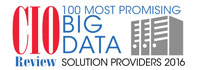 CIO
Review
100 MOST PROMISING
BIG
DATA
SOLUTION PROVIDERS 2016